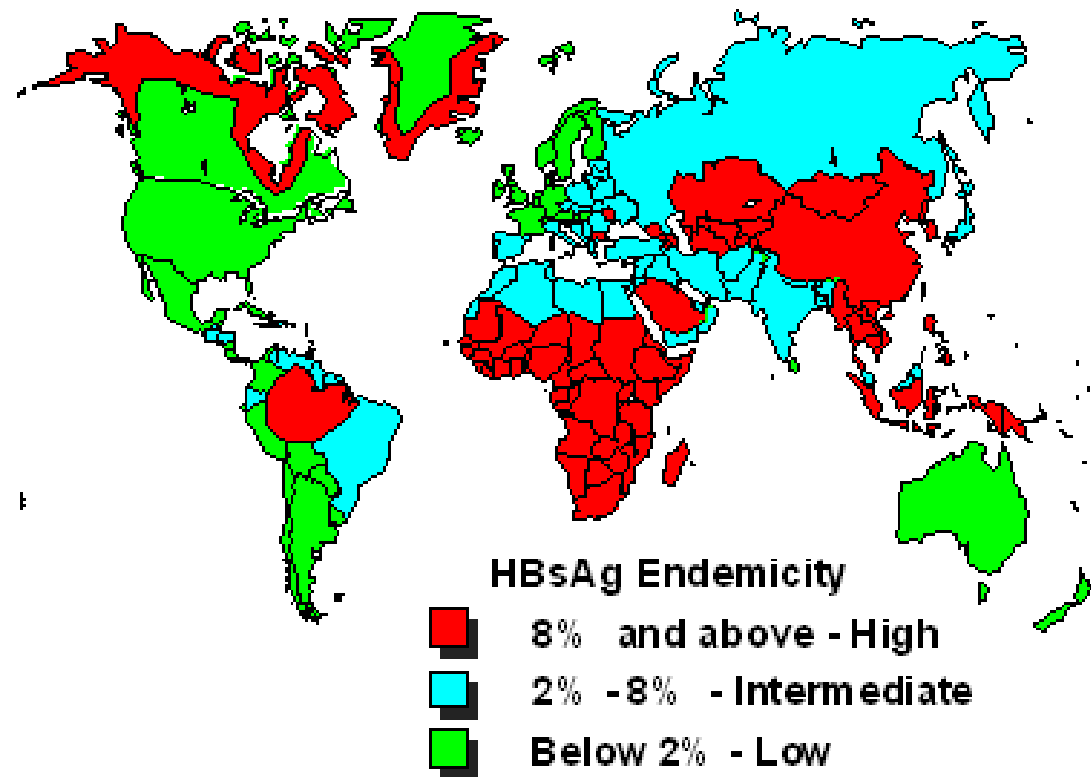 HBsAg Endemicity
8% and above - High
2% - 8% - Intermediate
Below 2% - Low